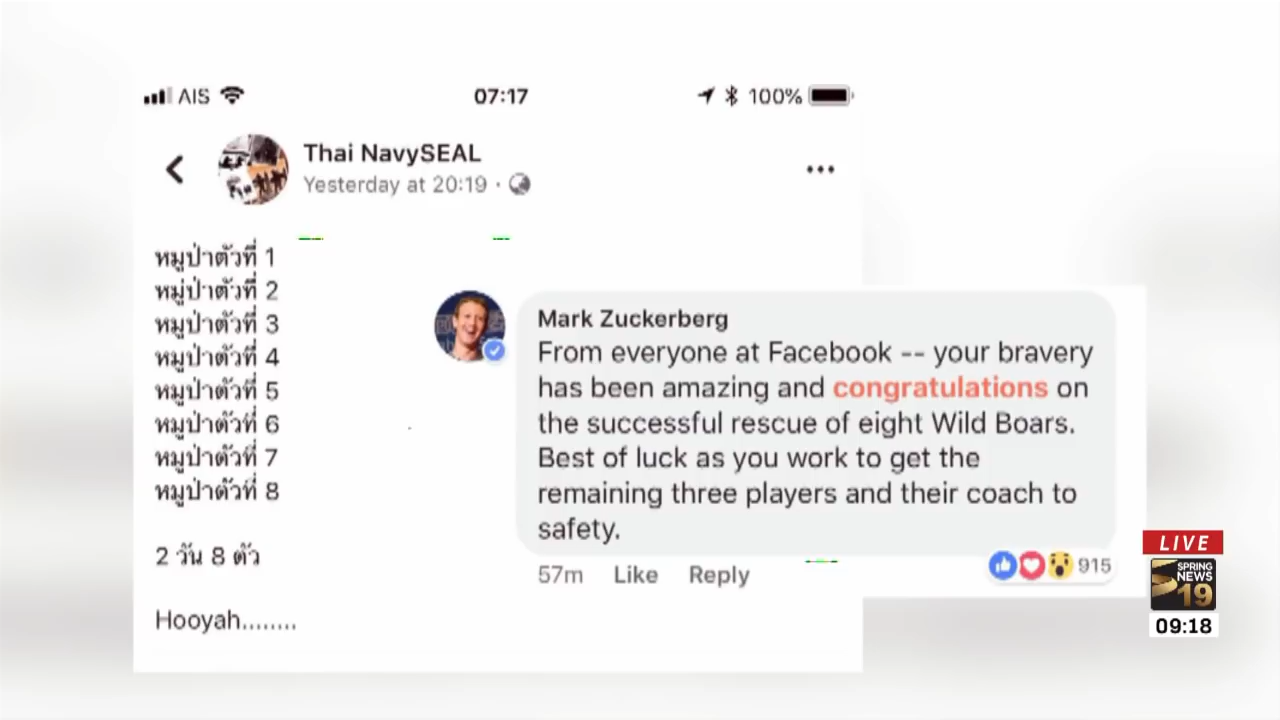 AIS 07:17 100%
Thai NavySEAL
Yesterday at 20:19 ·
หมูป่าตัวที่ 1
หมู่ป่าตัวที่ 2
หมูป่าตัวที่ 3
หมูป่าตัวที่ 4
หมูป่าตัวที่ 5
หมูป่าตัวที่ 6
หมูป่าตัวที่ 7
หมูป่าตัวที่ 8
2 วัน 8 ตัว
Hooyah........
Mark Zuckerberg
From everyone at Facebook -- your bravery
has been amazing and congratulations on
the successful rescue of eight Wild Boars.
Best of luck as you work to get the
remaining three players and their coach to
safety.
57m Like Reply 915
LIVE
SPRING
NEWS
19
09:18